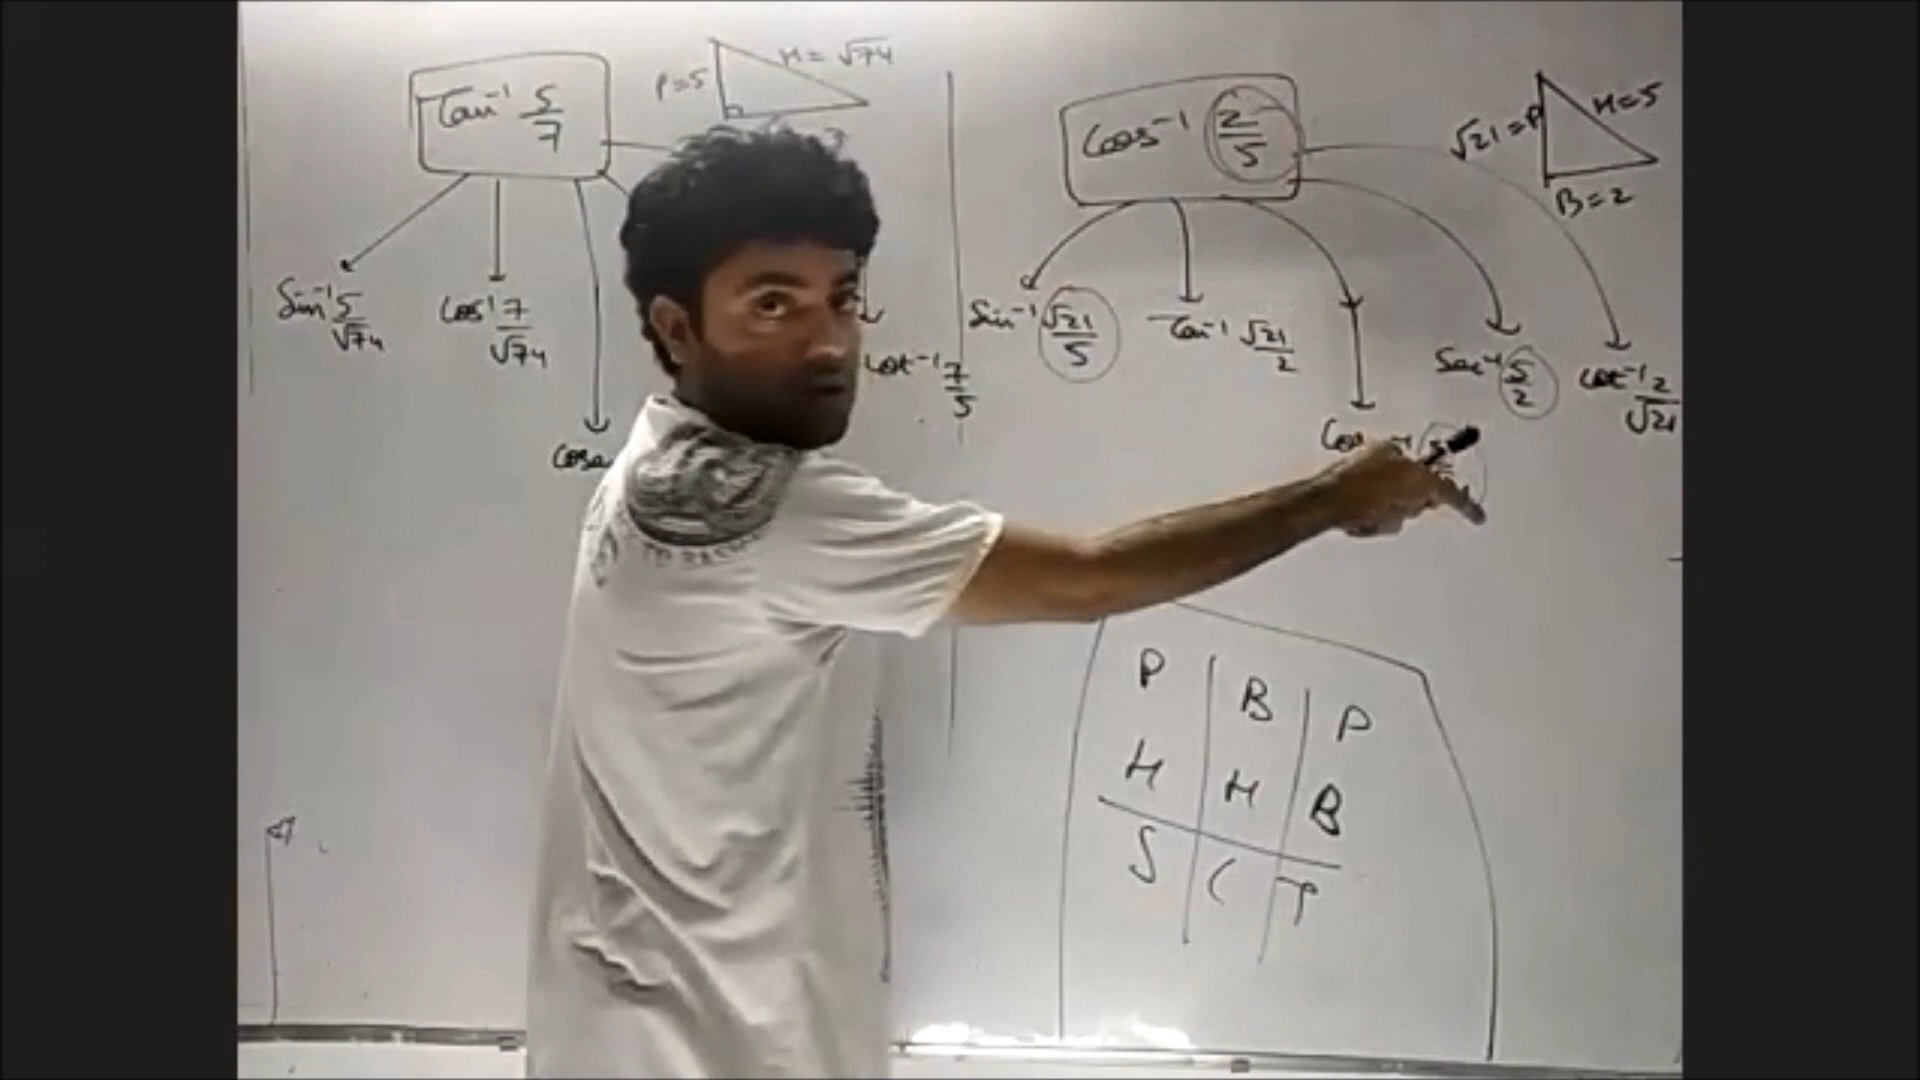 Tan⁻¹ 5/7
P=5
H=√74
Sin⁻¹ 5/√74
Cos⁻¹ 7/√74
Cot⁻¹ 7/5
Cos⁻¹ 2/5
√21=P
H=5
B=2
Sin⁻¹ √21/5
Tan⁻¹ √21/2
Sec⁻¹ 5/2
Cot⁻¹ 2/√21
P B P
H H B
S C T